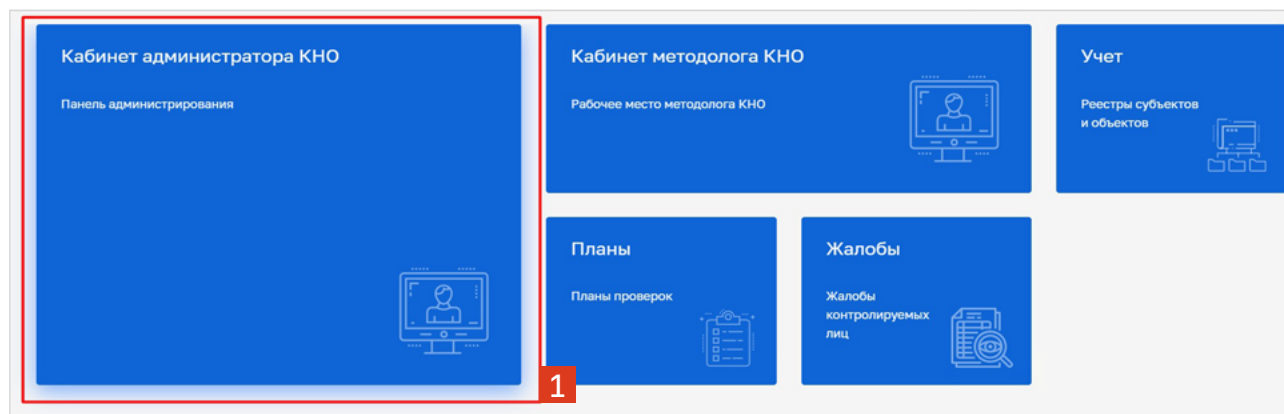 Кабинет администратора КНО
Панель администрирования
Кабинет методолога КНО
Рабочее место методолога КНО
Учет
Реестры субъектов
и объектов
Планы
Планы проверок
Жалобы
Жалобы
контролируемых
лиц
1